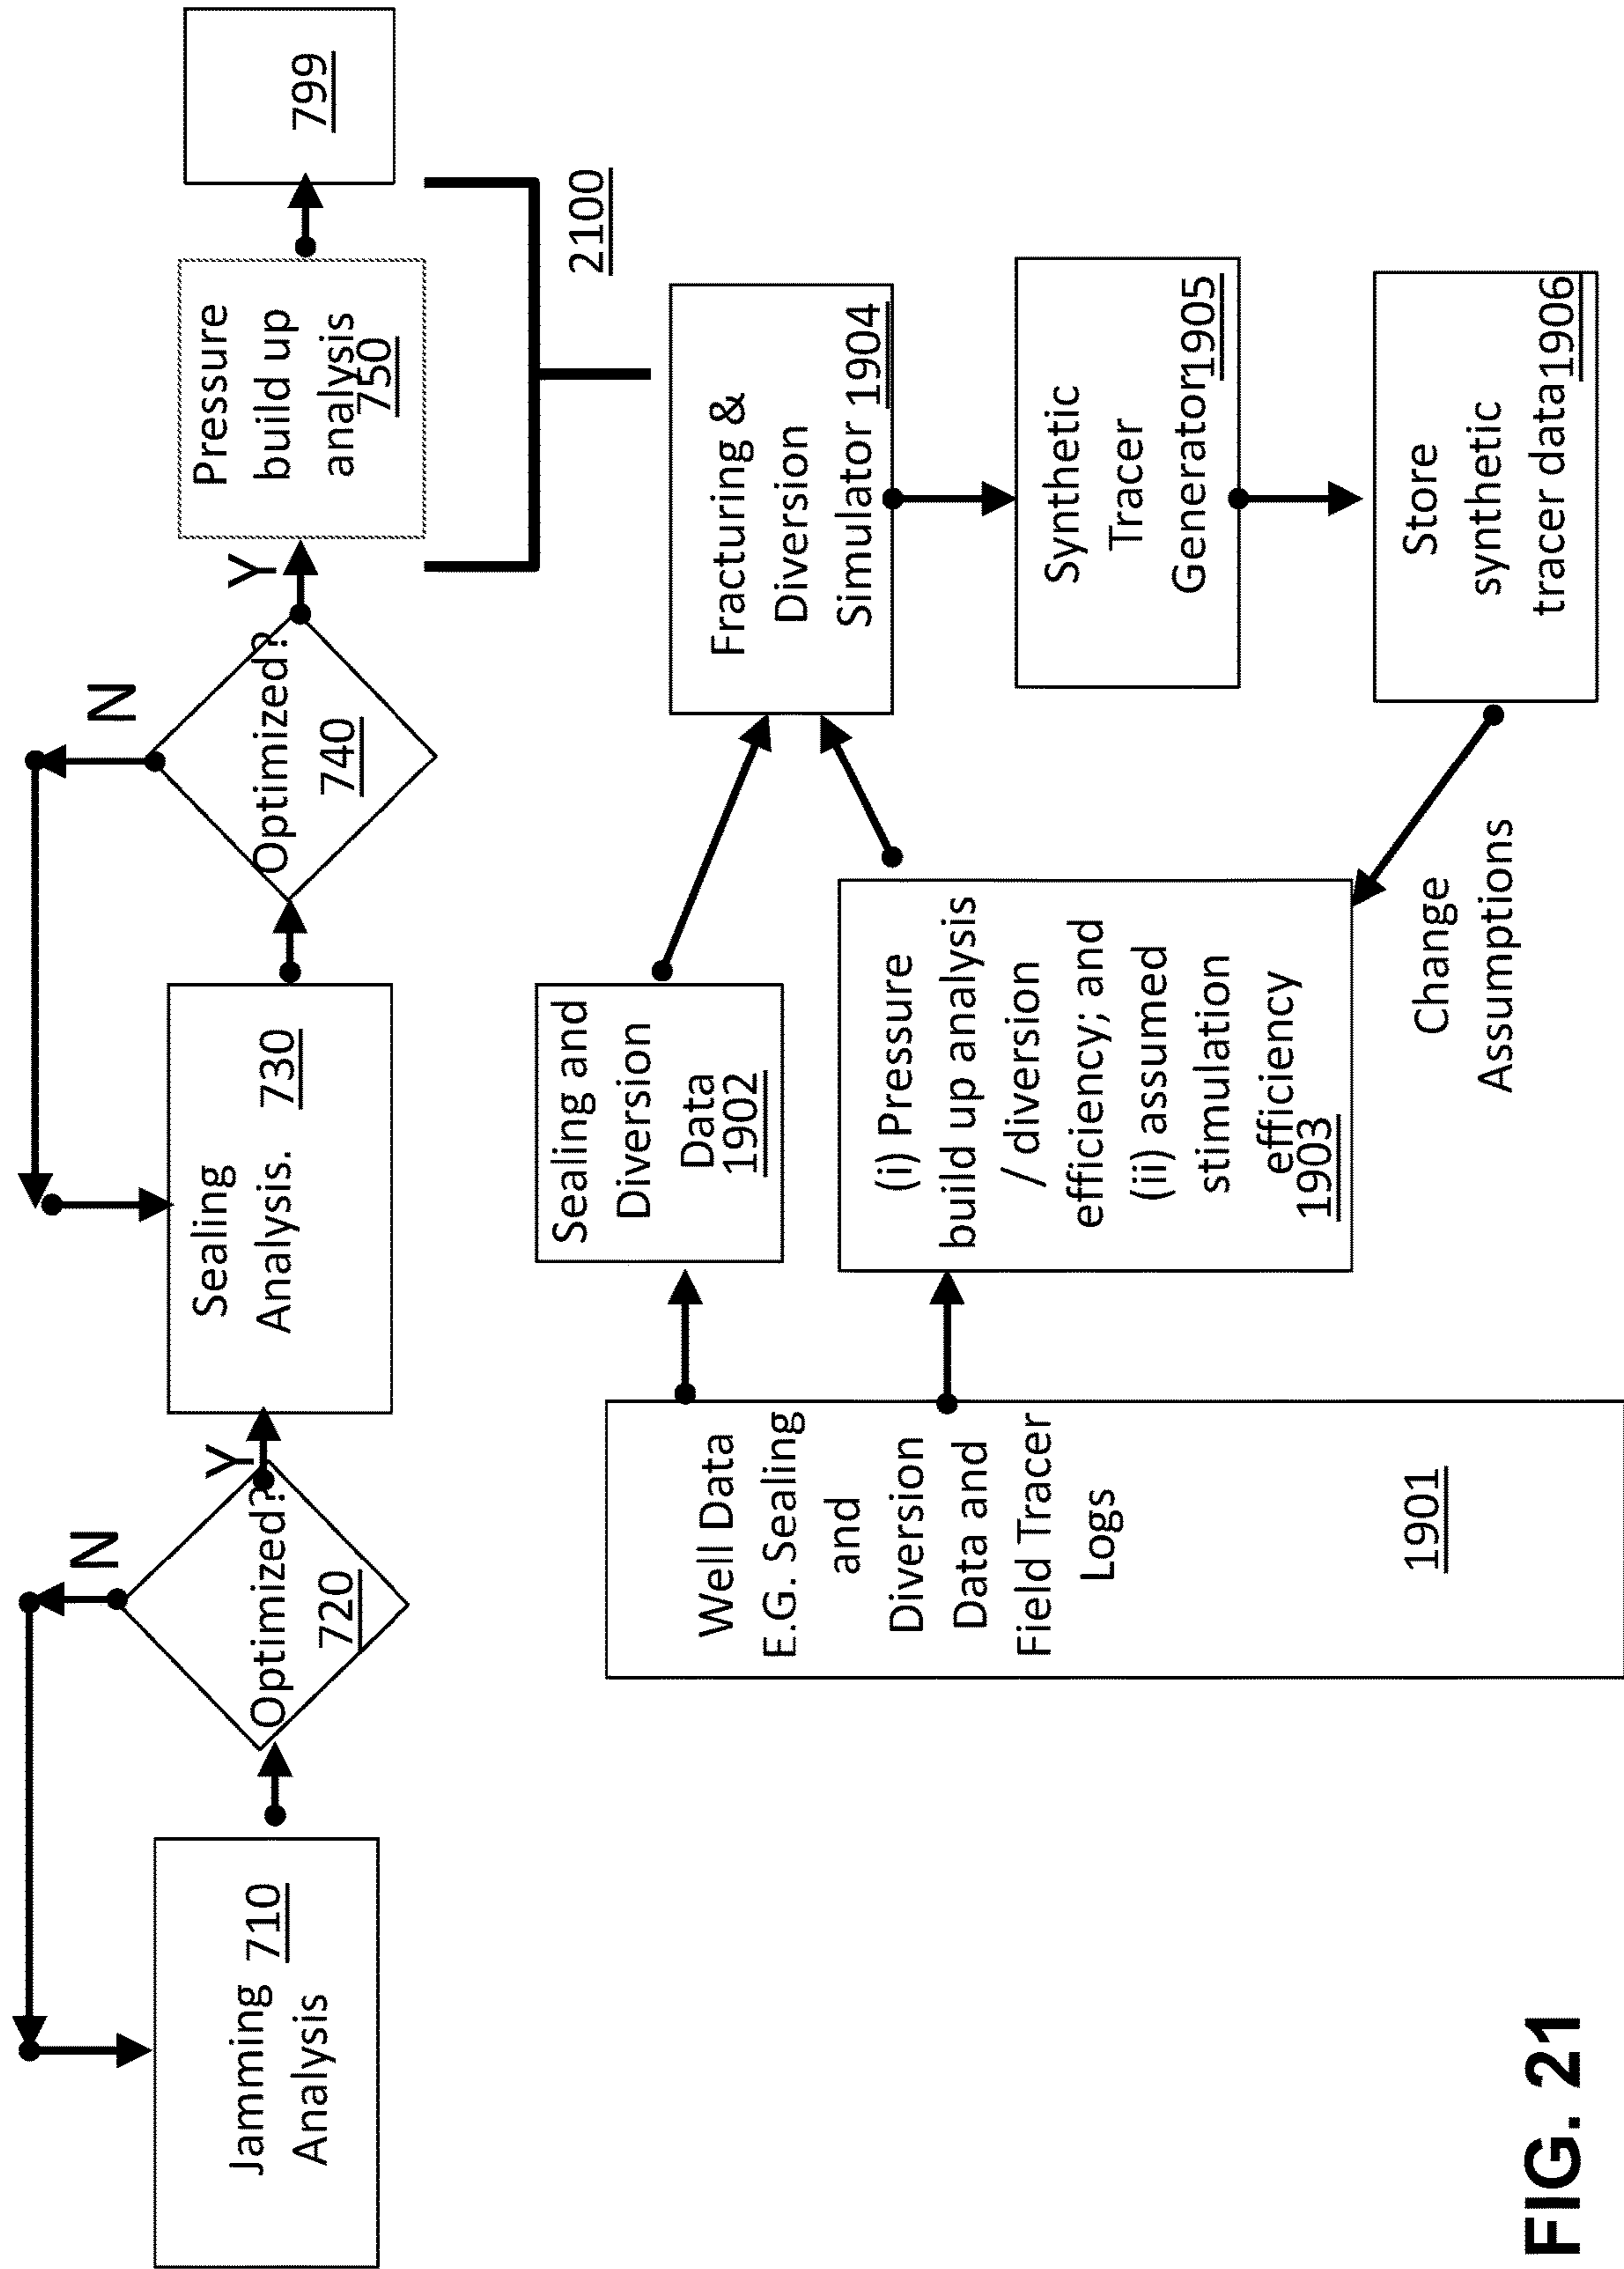 Jamming 710
Analysis
N
Optimized?
720
Y
Sealing
Analysis. 730
N
Optimized?
740
Y
Pressure
build up
analysis
750
799
2100
Well Data
E.G. Sealing
and
Diversion
Data and
Field Tracer
Logs
1901
Sealing and
Diversion
Data
1902
(i) Pressure
build up analysis
/ diversion
efficiency; and
(ii) assumed
stimulation
efficiency
1903
Fracturing &
Diversion
Simulator 1904
Synthetic
Tracer
Generator1905
Store
synthetic
tracer data1906
Change
Assumptions
FIG. 21